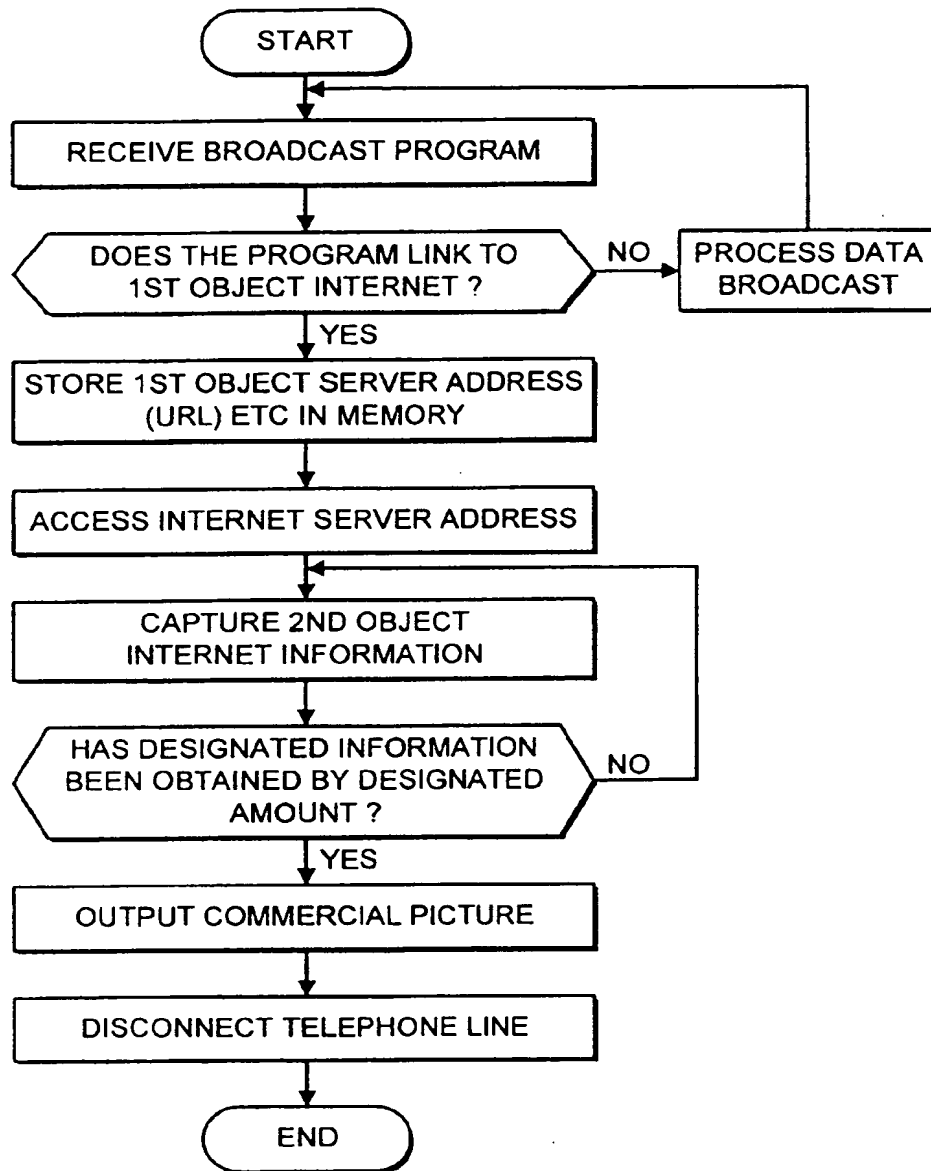 START
RECEIVE BROADCAST PROGRAM
DOES THE PROGRAM LINK TO
1ST OBJECT INTERNET ?
NO
PROCESS DATA
BROADCAST
YES
STORE 1ST OBJECT SERVER ADDRESS
(URL) ETC IN MEMORY
ACCESS INTERNET SERVER ADDRESS
CAPTURE 2ND OBJECT
INTERNET INFORMATION
HAS DESIGNATED INFORMATION
BEEN OBTAINED BY DESIGNATED
AMOUNT ?
NO
YES
OUTPUT COMMERCIAL PICTURE
DISCONNECT TELEPHONE LINE
END